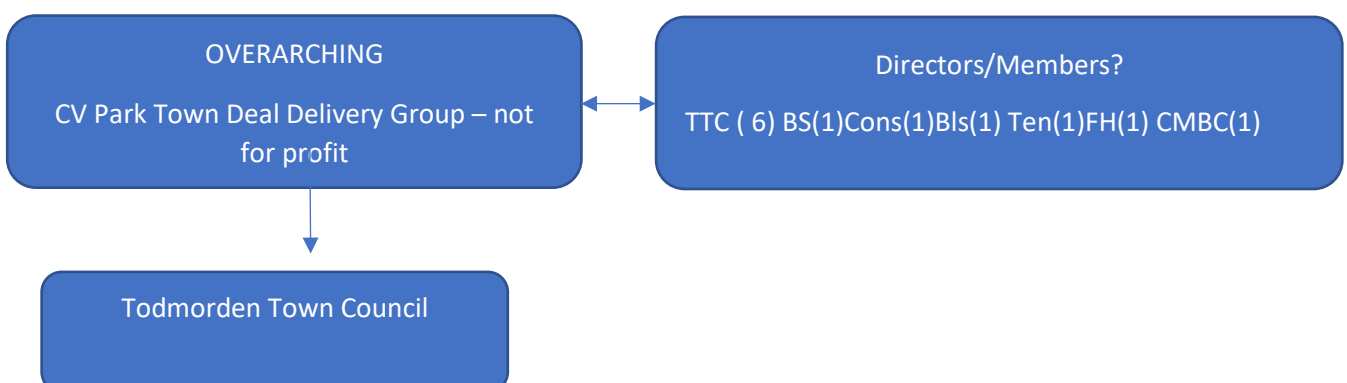 OVERARCHING
CV Park Town Deal Delivery Group – not
for profit
Directors/Members?
TTC ( 6) BS(1)Cons(1)Bls(1) Ten(1)FH(1) CMBC(1)
Todmorden Town Council